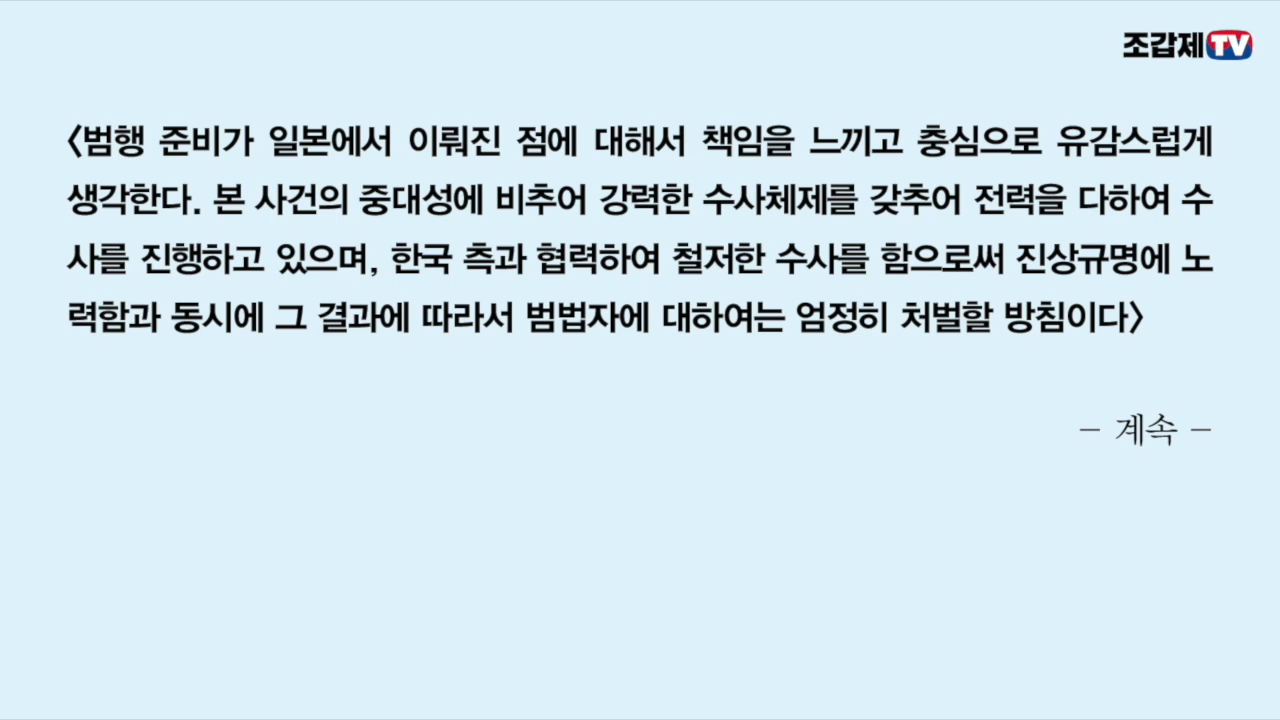 조갑제TV
〈범행 준비가 일본에서 이뤄진 점에 대해서 책임을 느끼고 충심으로 유감스럽게
생각한다. 본 사건의 중대성에 비추어 강력한 수사체제를 갖추어 전력을 다하여 수
사를 진행하고 있으며, 한국 측과 협력하여 철저한 수사를 함으로써 진상규명에 노
력함과 동시에 그 결과에 따라서 범법자에 대하여는 엄정히 처벌할 방침이다〉
– 계속 –